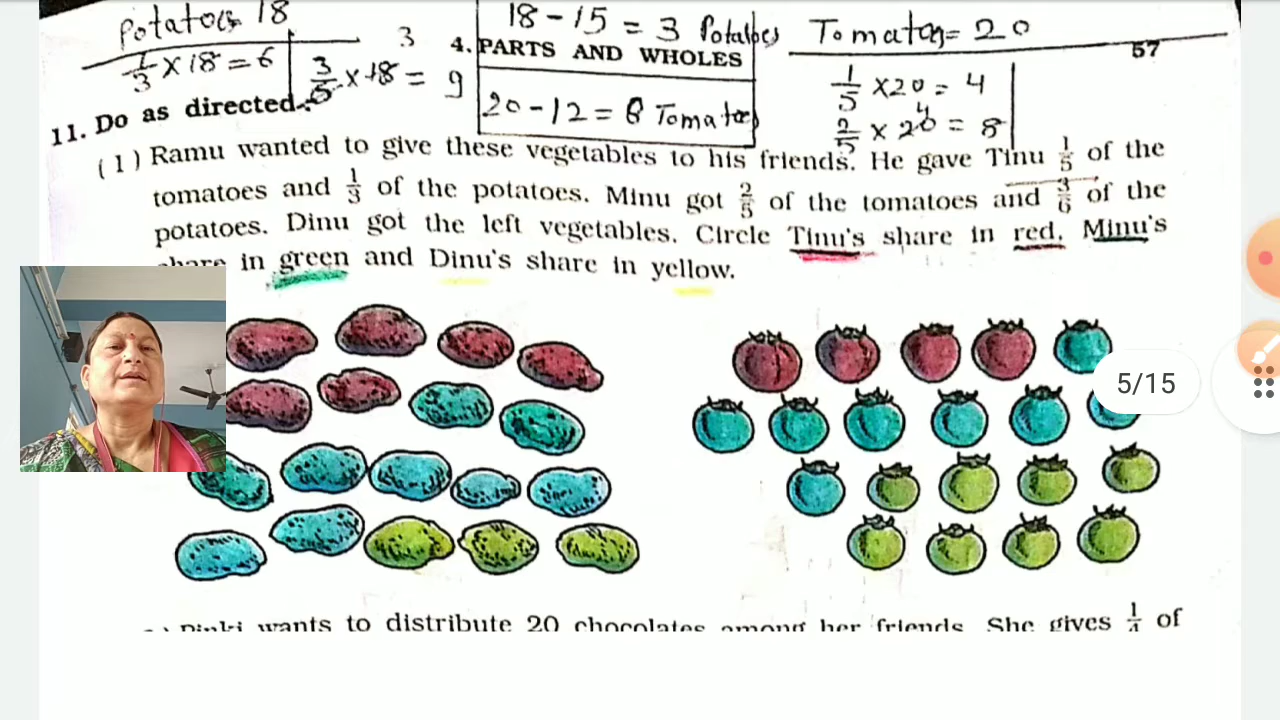 potatoes 18
1/3 × 18 = 6
3/6 × 18 = 9
3
18 - 15 = 3 Potatoes
4. PARTS AND WHOLES
20 - 12 = 8 Tomatoes
Tomatoes = 20
57
1/5 × 20 = 4
2/5 × 20 = 8
4
11. Do as directed.
(1) Ramu wanted to give these vegetables to his friends. He gave Tinu 1/5 of the
tomatoes and 1/3 of the potatoes. Minu got 2/5 of the tomatoes and 3/6 of the
potatoes. Dinu got the left vegetables. Circle Tinu's share in red, Minu's
share in green and Dinu's share in yellow.
5/15
wants to distribute 20 chocolates among her friends. She gives 1/4 of